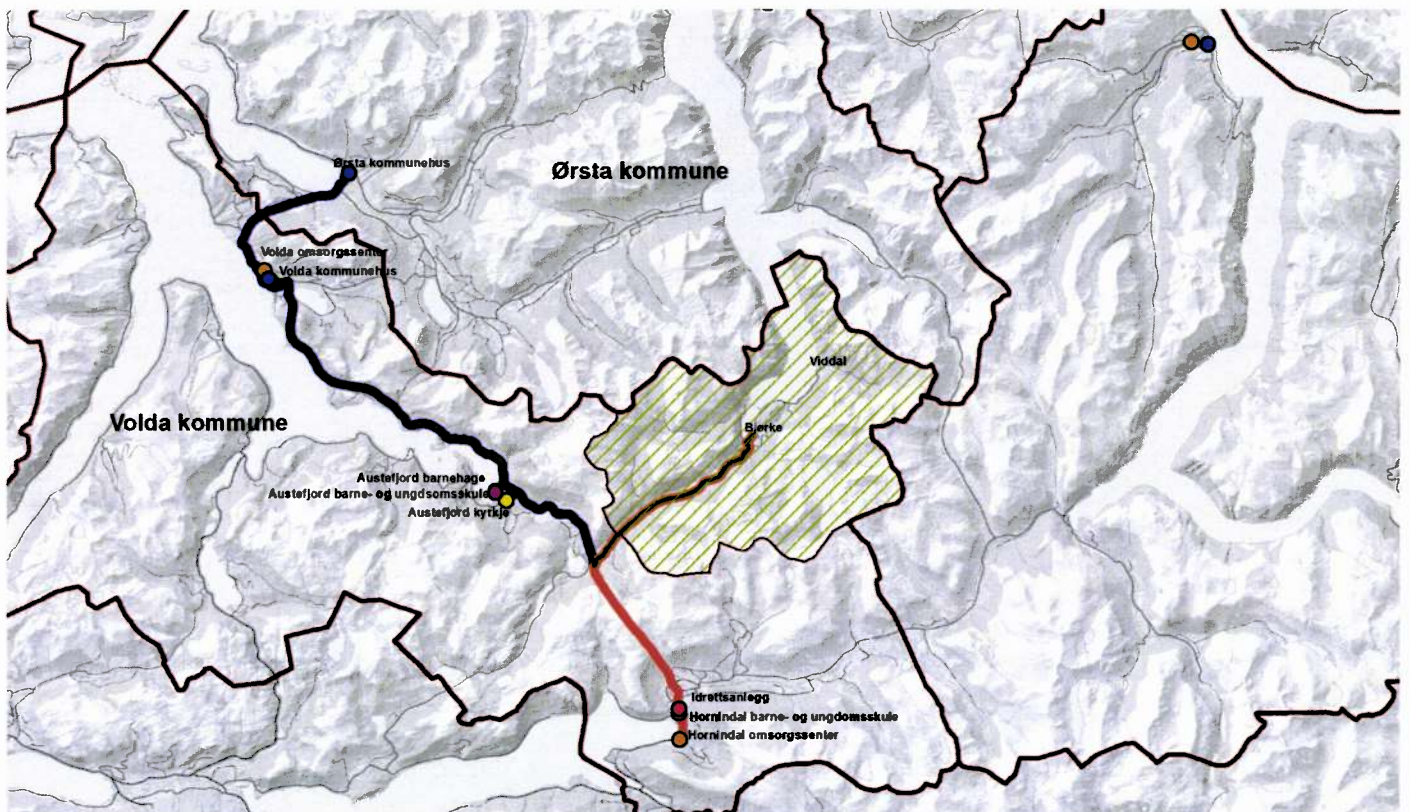 Ørsta kommunehus
Ørsta kommune
Volda omsorgssenter
Volda kommunehus
Viddal
Volda kommune
Bjørke
Austefjord barnehage
Austefjord barne- og ungdsomsskule
Austefjord kyrkje
Idrettsanlegg
Hornindal barne- og ungdomsskule
Hornindal omsorgssenter